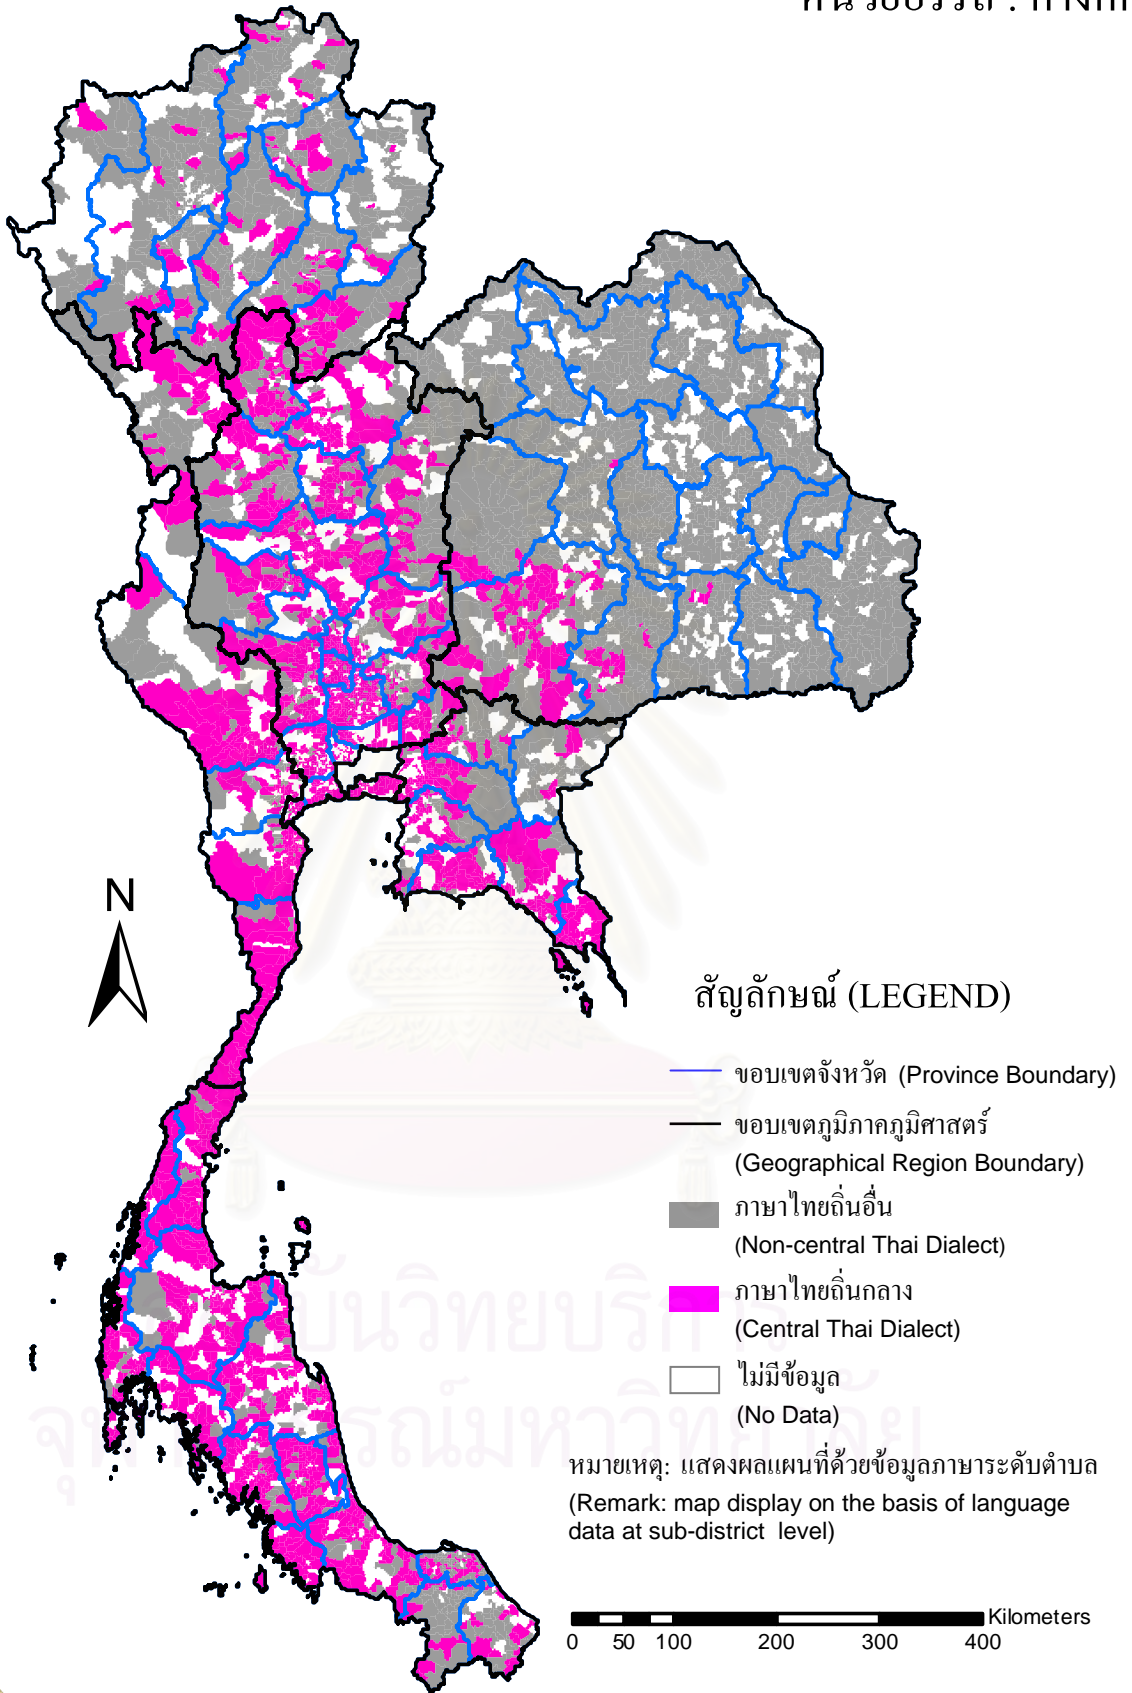 N
สัญลักษณ์ (LEGEND)
ขอบเขตจังหวัด (Province Boundary)
ขอบเขตภูมิภาคภูมิศาสตร์
(Geographical Region Boundary)
ภาษาไทยถิ่นอื่น
(Non-central Thai Dialect)
ภาษาไทยถิ่นกลาง
(Central Thai Dialect)
ไม่มีข้อมูล
(No Data)
หมายเหตุ: แสดงผลแผนที่ด้วยข้อมูลภาษาระดับตำบล
(Remark: map display on the basis of language
data at sub-district level)
Kilometers
0 50 100 200 300 400